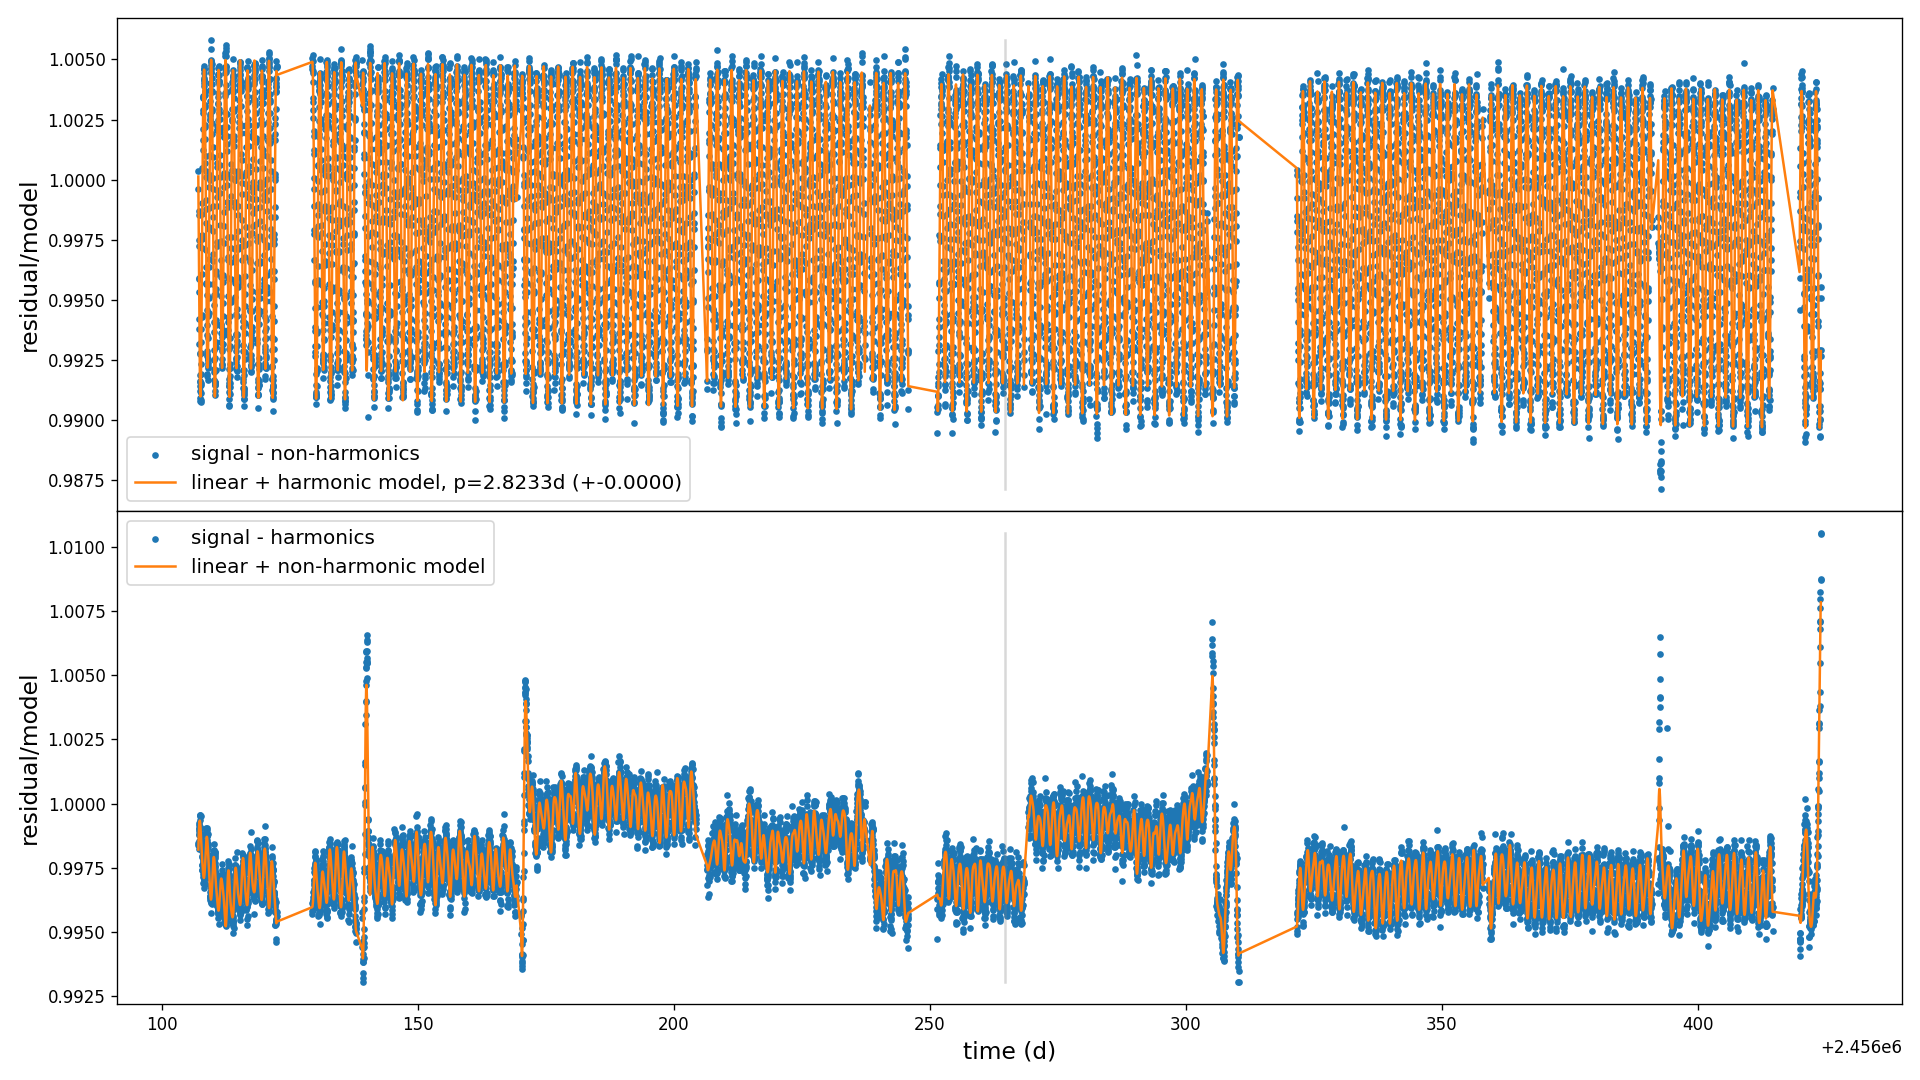 1.0050
1.0025
1.0000
0.9975
0.9950
0.9925
0.9900
0.9875
residual/model
signal - non-harmonics
linear + harmonic model, p=2.8233d (+-0.0000)
signal - harmonics
linear + non-harmonic model
1.0100
1.0075
1.0050
1.0025
1.0000
0.9975
0.9950
0.9925
residual/model
100 150 200 250 300 350 400
time (d)
+2.456e6